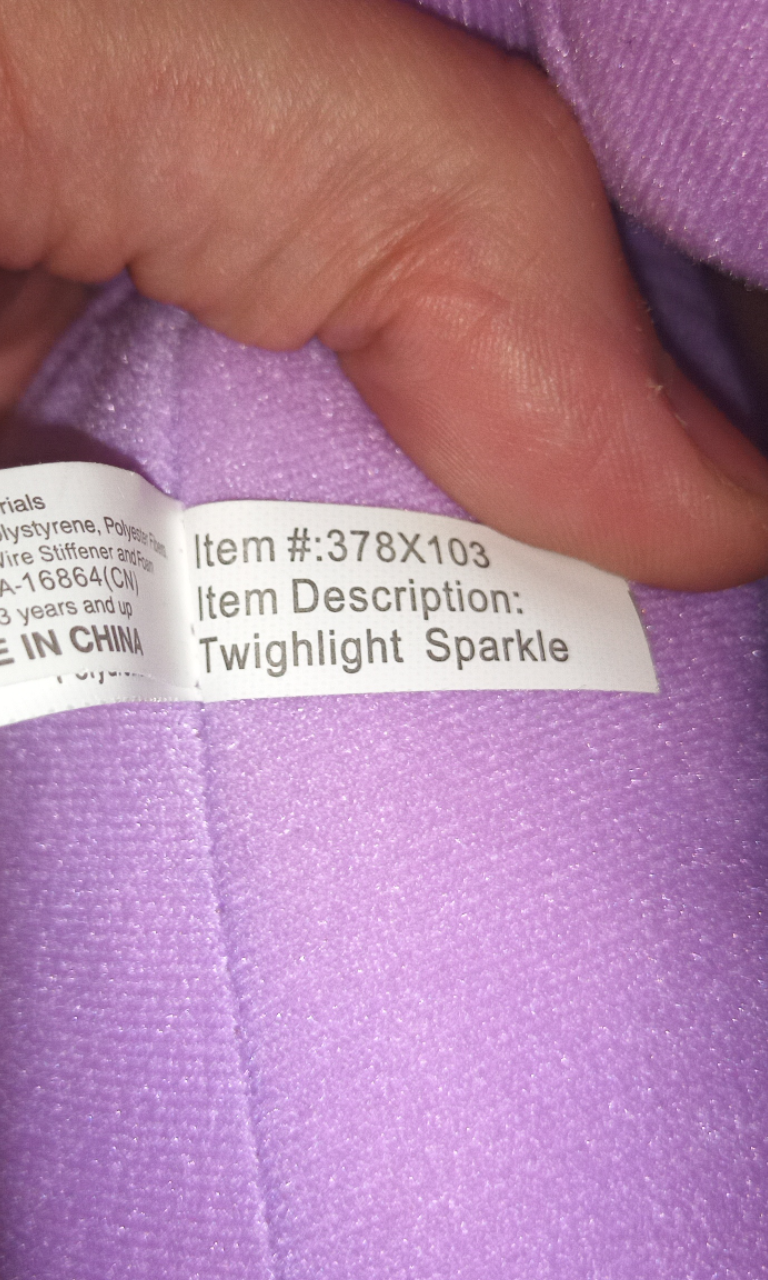 rials
lystyrene, Polyester Fibers,
Wire Stiffener and Foam
A-16864(CN)
3 years and up
E IN CHINA
Item #:378X103
Item Description:
Twighlight Sparkle